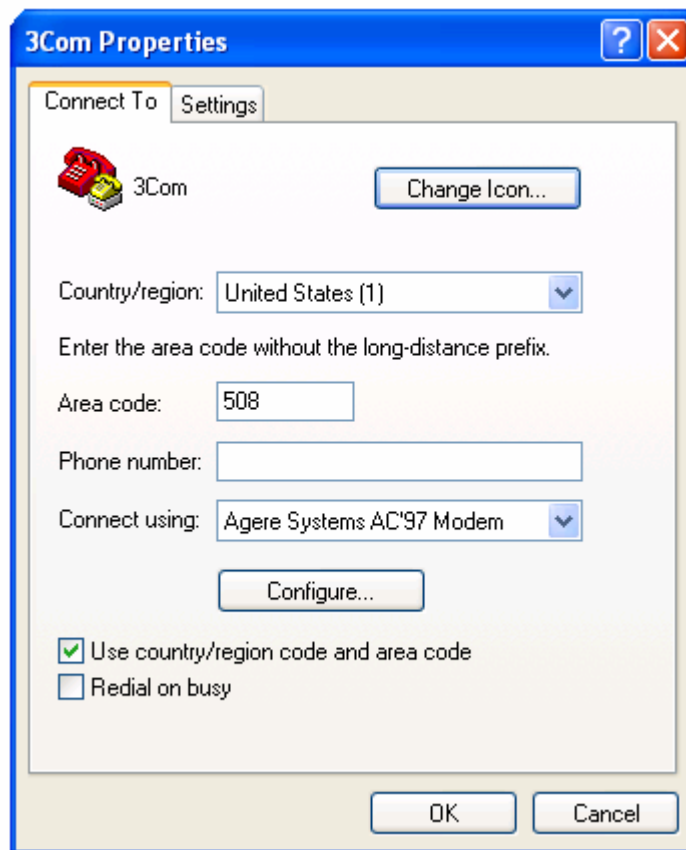 3Com Properties
Connect To Settings
3Com Change Icon...
Country/region: United States (1)
Enter the area code without the long-distance prefix.
Area code: 508
Phone number:
Connect using: Agere Systems AC'97 Modem
Configure...
Use country/region code and area code
Redial on busy
OK Cancel